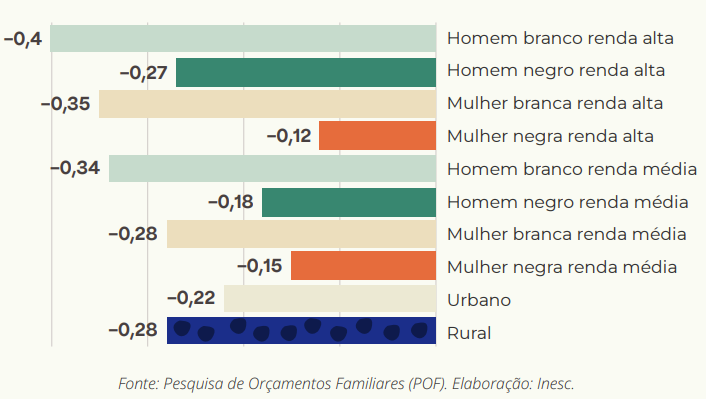 −0,4 Homem branco renda alta
−0,27 Homem negro renda alta
−0,35 Mulher branca renda alta
−0,12 Mulher negra renda alta
−0,34 Homem branco renda média
−0,18 Homem negro renda média
−0,28 Mulher branca renda média
−0,15 Mulher negra renda média
−0,22 Urbano
−0,28 Rural
Fonte: Pesquisa de Orçamentos Familiares (POF). Elaboração: Inesc.